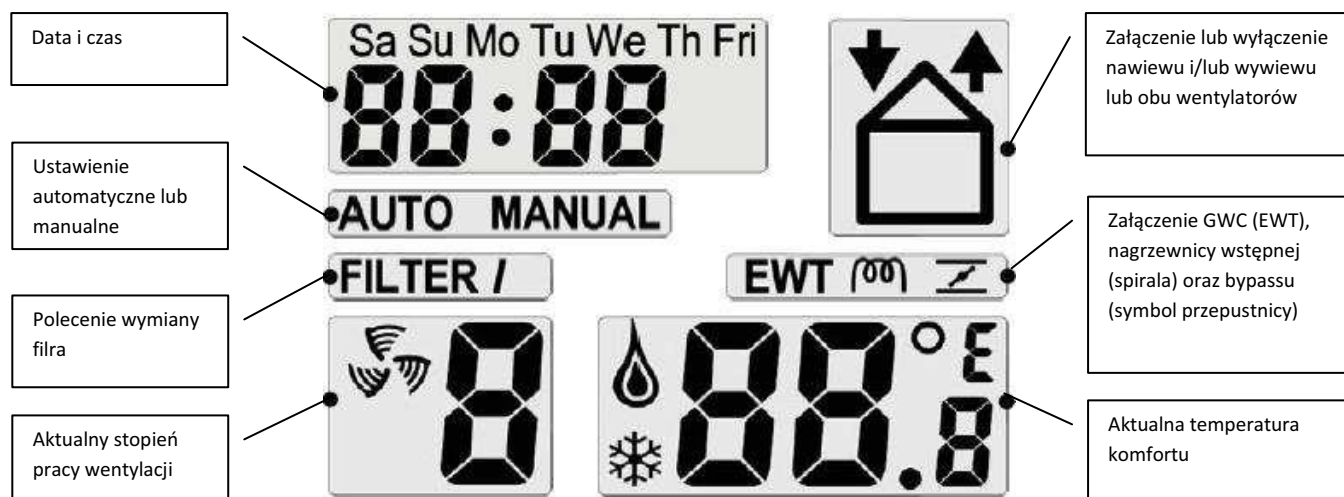 Data i czas
Sa Su Mo Tu We Th Fri
88:88
Załączenie lub wyłączenie
nawiewu i/lub wywiewu
lub obu wentylatorów
Ustawienie
automatyczne lub
manualne
AUTO MANUAL
Załączenie GWC (EWT),
nagrzewnicy wstępnej
(spirala) oraz bypassu
(symbol przepustnicy)
FILTER /
EWT
Polecenie wymiany
filra
8
88.8 °E
Aktualny stopień
pracy wentylacji
Aktualna temperatura
komfortu